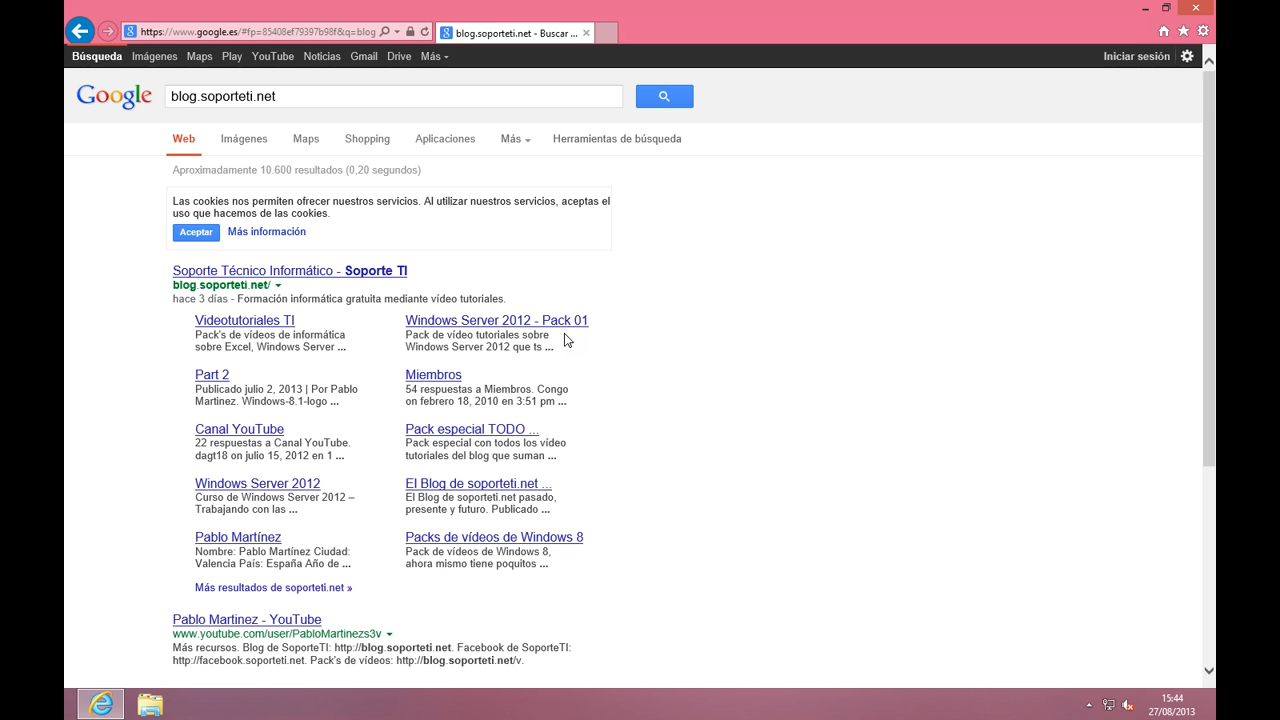 https://www.google.es/#fp=85408ef79397b98f&q=blog
blog.soporteti.net - Buscar ...
Búsqueda Imágenes Maps Play YouTube Noticias Gmail Drive Más
Iniciar sesión
Google
blog.soporteti.net
Web Imágenes Maps Shopping Aplicaciones Más Herramientas de búsqueda
Aproximadamente 10.600 resultados (0,20 segundos)
Las cookies nos permiten ofrecer nuestros servicios. Al utilizar nuestros servicios, aceptas el
uso que hacemos de las cookies.
Aceptar Más información
Soporte Técnico Informático - Soporte TI
blog.soporteti.net/
hace 3 días - Formación informática gratuita mediante vídeo tutoriales.
Videotutoriales TI
Pack's de vídeos de informática
sobre Excel, Windows Server ...
Windows Server 2012 - Pack 01
Pack de vídeo tutoriales sobre
Windows Server 2012 que ts ...
Part 2
Publicado julio 2, 2013 | Por Pablo
Martinez. Windows-8.1-logo ...
Miembros
54 respuestas a Miembros. Congo
on febrero 18, 2010 en 3:51 pm ...
Canal YouTube
22 respuestas a Canal YouTube.
dagt18 on julio 15, 2012 en 1 ...
Pack especial TODO ...
Pack especial con todos los vídeo
tutoriales del blog que suman ...
Windows Server 2012
Curso de Windows Server 2012 –
Trabajando con las ...
El Blog de soporteti.net ...
El Blog de soporteti.net pasado,
presente y futuro. Publicado ...
Pablo Martínez
Nombre: Pablo Martínez Ciudad:
Valencia País: España Año de ...
Packs de vídeos de Windows 8
Pack de vídeos de Windows 8,
ahora mismo tiene poquitos ...
Más resultados de soporteti.net »
Pablo Martinez - YouTube
www.youtube.com/user/PabloMartinezs3v
Más recursos. Blog de SoporteTI: http://blog.soporteti.net. Facebook de SoporteTI:
http://facebook.soporteti.net. Pack's de vídeos: http://blog.soporteti.net/v.
15:44
27/08/2013